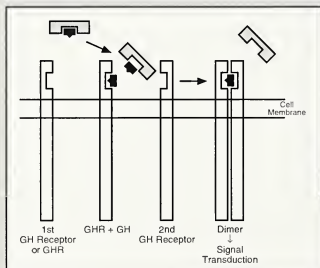 Cell
Membrane
1st
GH Receptor
or GHR
GHR + GH
2nd
GH Receptor
Dimer
↓
Signal
Transduction